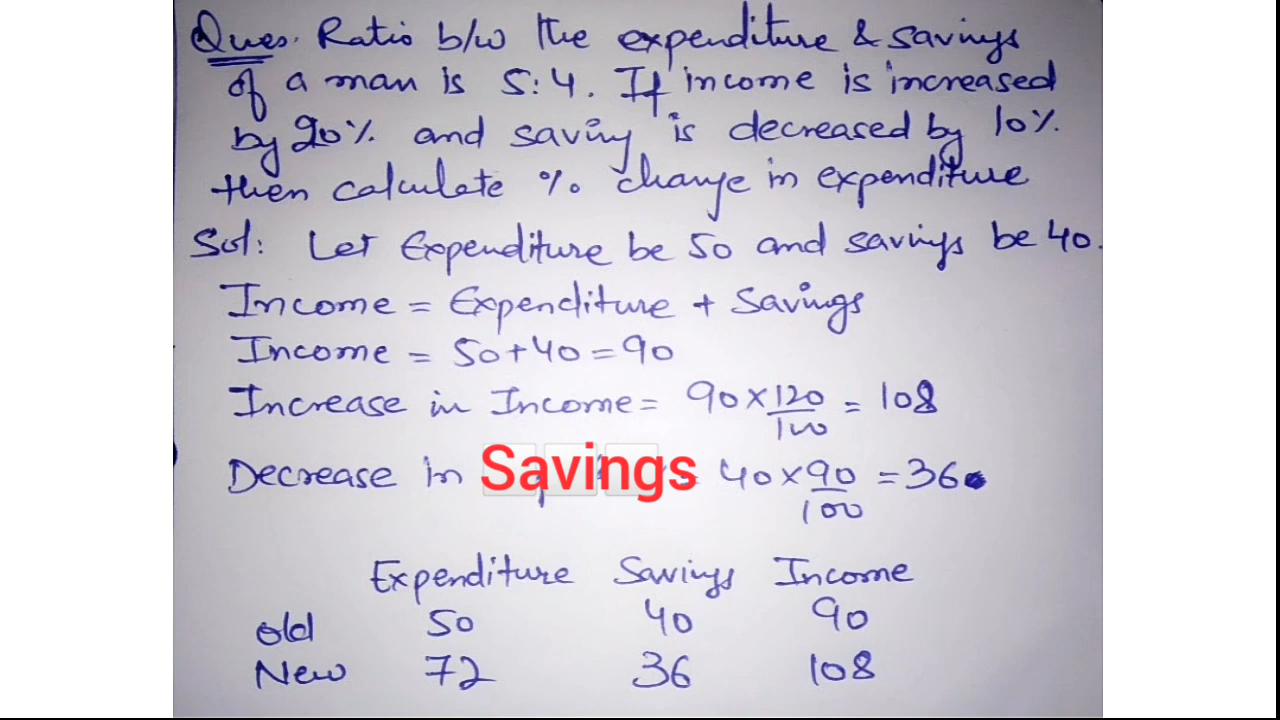 Ques. Ratio b/w the expenditure & savings
of a man is 5:4. If income is increased
by 20% and saving is decreased by 10%.
then calculate % change in expenditure
Sol: Let Expenditure be 50 and savings be 40.
Income = Expenditure + Savings
Income = 50+40=90
Increase in Income= 90×120/100 = 108
Decrease in Savings = 40×90/100 = 36.
Expenditure Savings Income
old 50 40 90
New 72 36 108